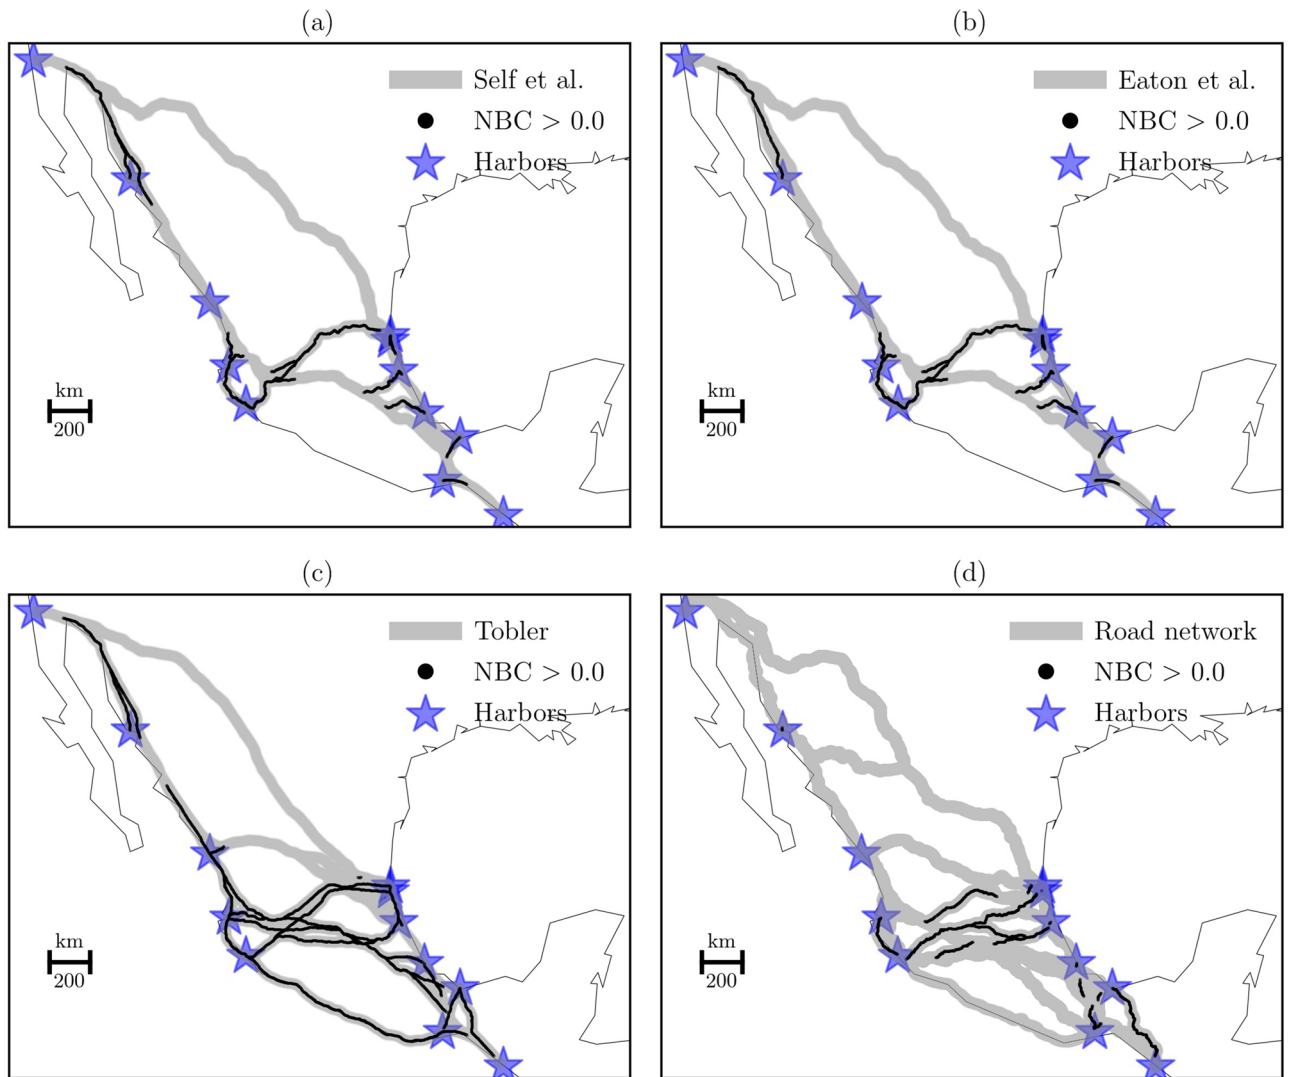 (a)
Self et al.
NBC > 0.0
Harbors
km
200
(b)
Eaton et al.
NBC > 0.0
Harbors
km
200
(c)
Tobler
NBC > 0.0
Harbors
km
200
(d)
Road network
NBC > 0.0
Harbors
km
200